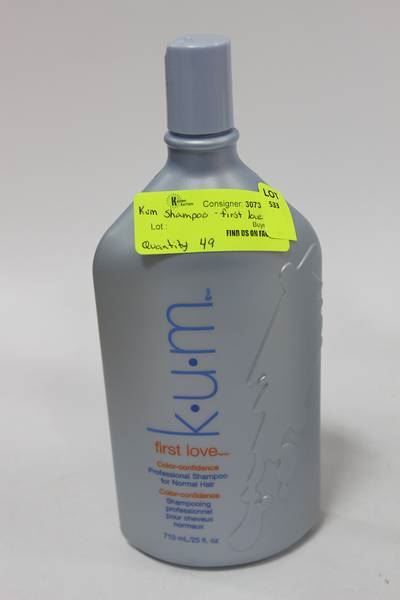 Consigner: 3073
LOT
533
Kum Shampoo - first love
Lot:
Buye
Quantity 49
FIND US ON FA
k.u.m.
first love
Color-confidence
Professional Shampoo
for Normal Hair
Color-confidence
Shampooing
professionnel
pour cheveux
normaux
710 mL/25 fl. oz